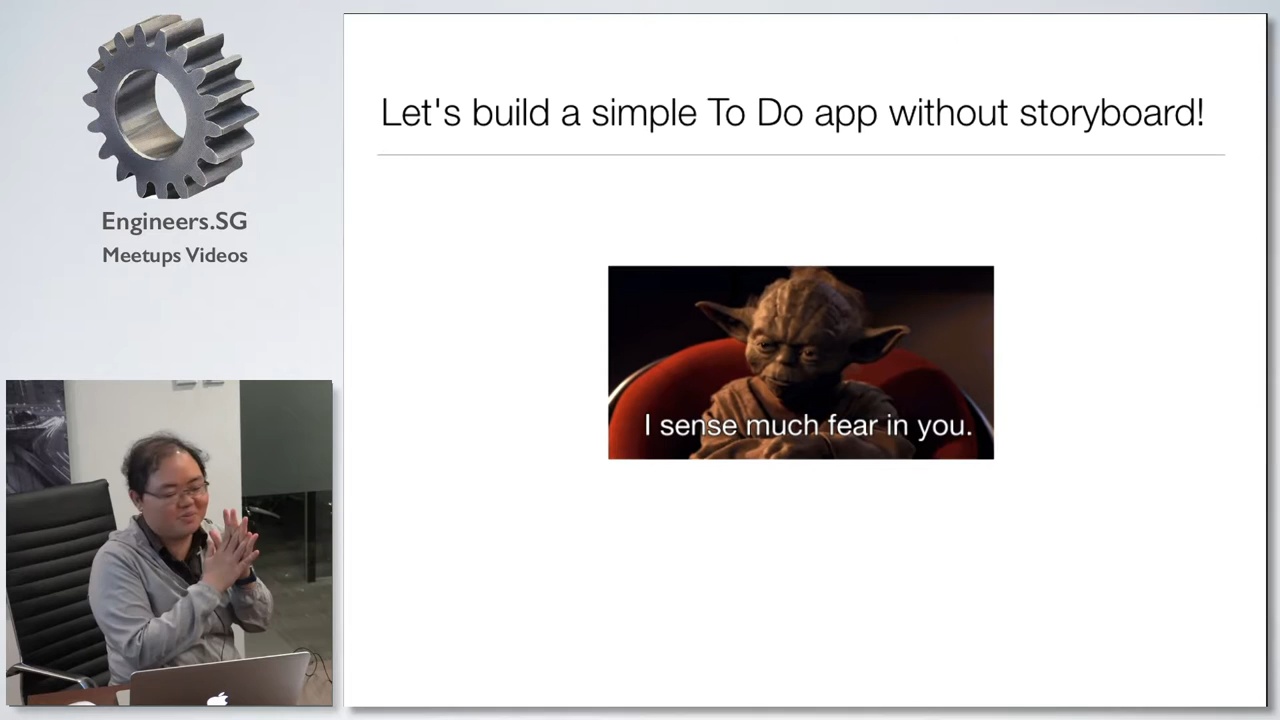 Engineers.SG
Meetups Videos
Let's build a simple To Do app without storyboard!
I sense much fear in you.